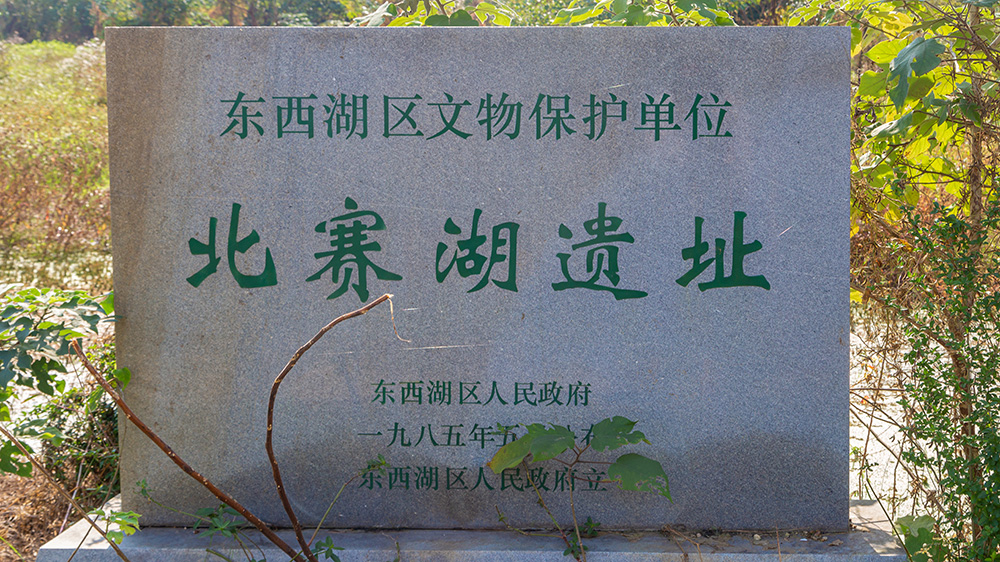 东西湖区文物保护单位
北赛湖遗址
东西湖区人民政府
一九八五年五
东西湖区人民政府立